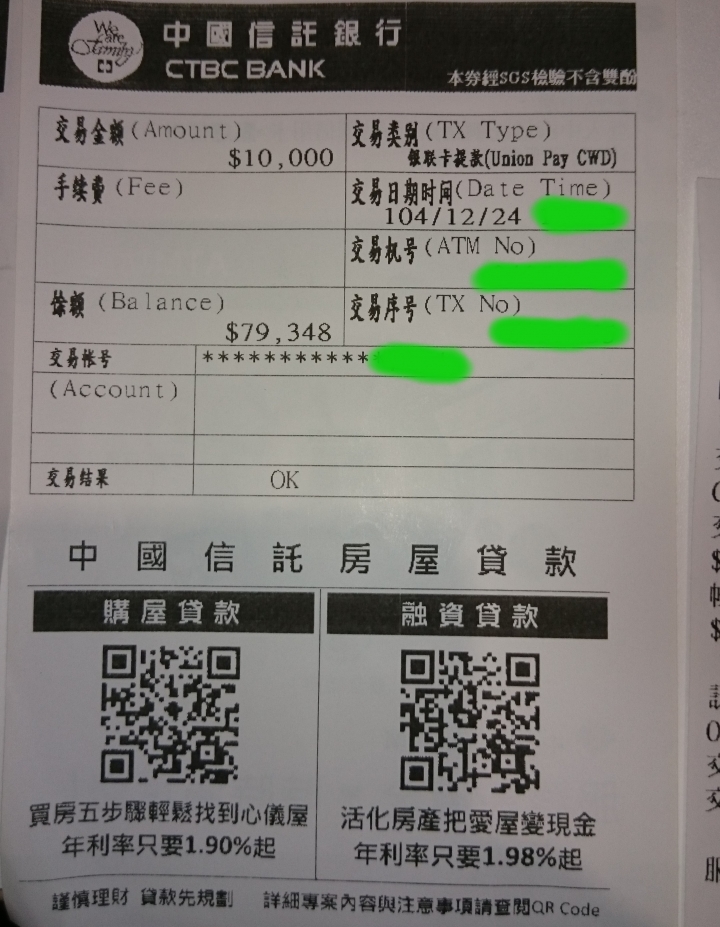 We are family
中國信託銀行
CTBC BANK
本券經SGS檢驗不含雙酚
交易金額(Amount)
$10,000
交易类别(TX Type)
银联卡提款(Union Pay CWD)
手续費(Fee)
交易日期时间(Date Time)
104/12/24
交易机号(ATM No)
餘額(Balance)
$79,348
交易序号(TX No)
交易帐号
***********
(Account)
交易结果
OK
中國信託房屋貸款
購屋貸款
融資貸款
買房五步驟輕鬆找到心儀屋
年利率只要1.90%起
活化房產把愛屋變現金
年利率只要1.98%起
謹慎理財 貸款先規劃 詳細專案內容與注意事項請查閱QR Code